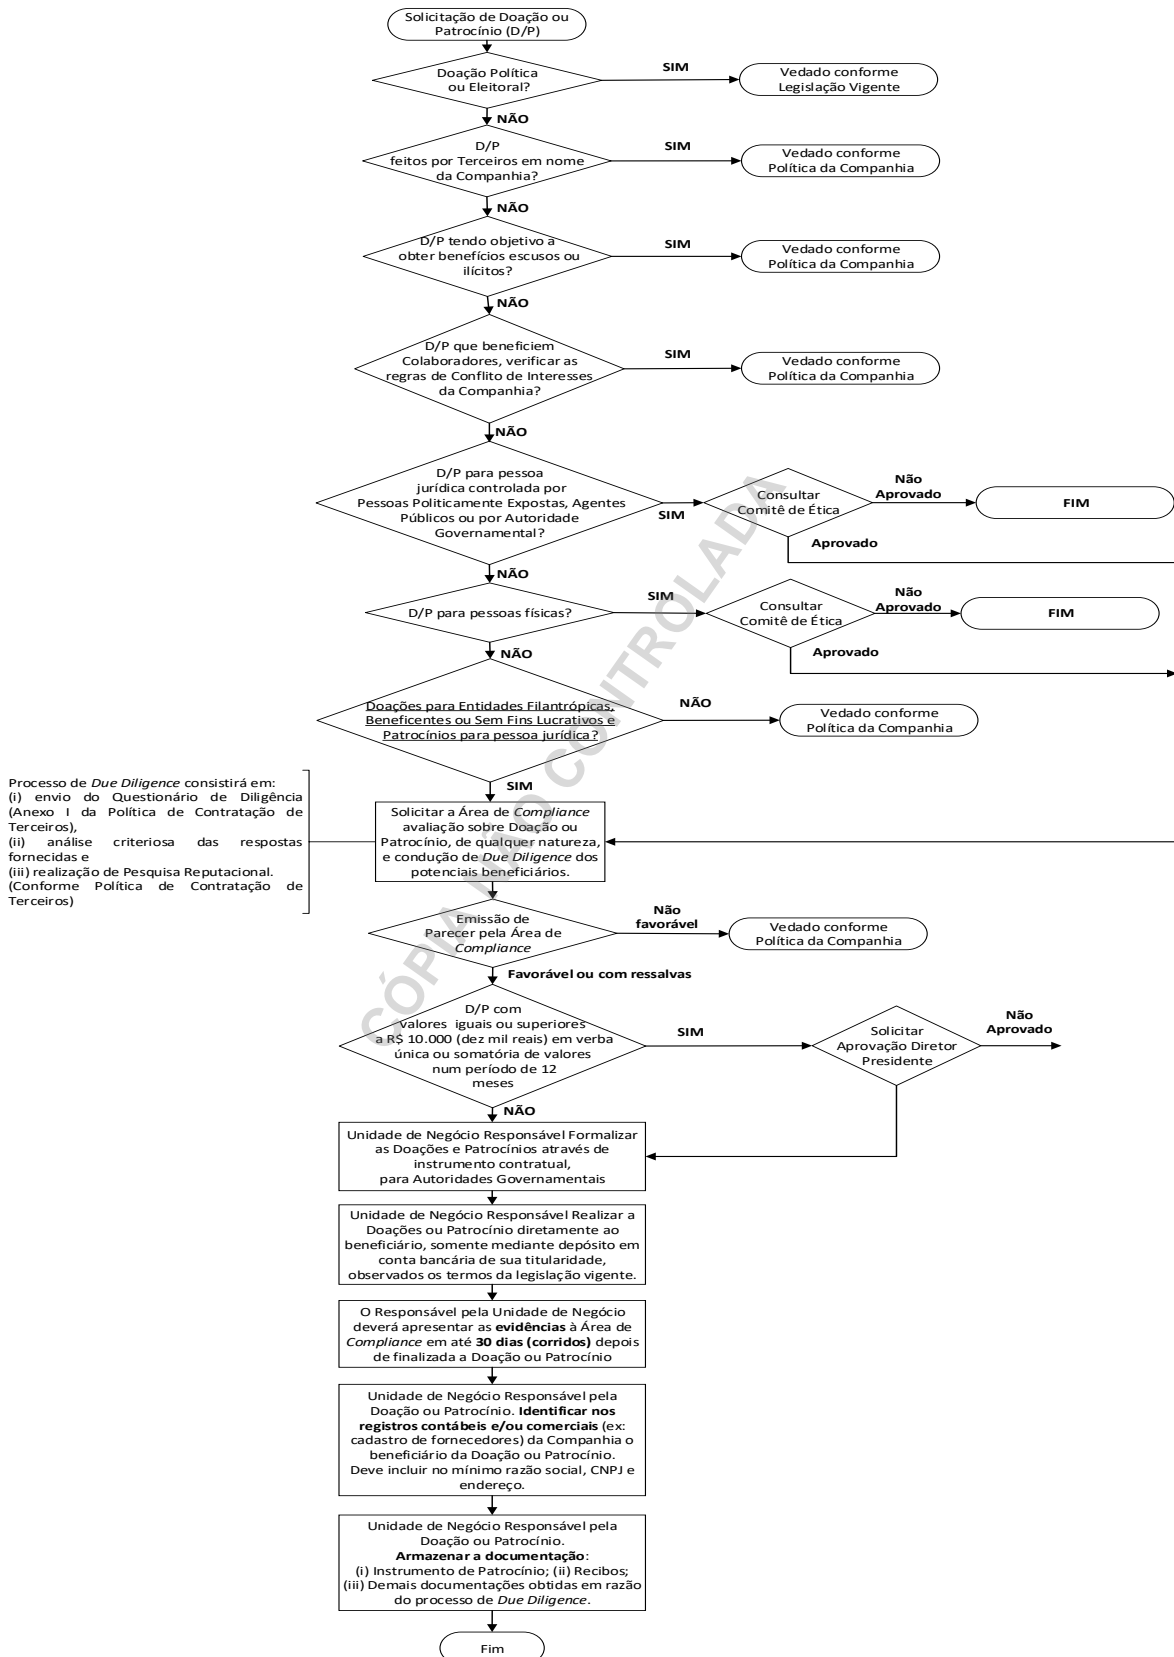 Solicitação de Doação ou
Patrocínio (D/P)
Doação Política
ou Eleitoral?
SIM
Vedado conforme
Legislação Vigente
NÃO
D/P
feitos por Terceiros em nome
da Companhia?
SIM
Vedado conforme
Política da Companhia
NÃO
D/P tendo objetivo a
obter benefícios escusos ou
ilícitos?
SIM
Vedado conforme
Política da Companhia
NÃO
D/P que beneficiem
Colaboradores, verificar as
regras de Conflito de Interesses
da Companhia?
SIM
Vedado conforme
Política da Companhia
NÃO
D/P para pessoa
jurídica controlada por
Pessoas Politicamente Expostas, Agentes
Públicos ou por Autoridade
Governamental?
SIM
Consultar
Comitê de Ética
Não
Aprovado
FIM
Aprovado
NÃO
D/P para pessoas físicas?
SIM
Consultar
Comitê de Ética
Não
Aprovado
FIM
Aprovado
NÃO
Doações para Entidades Filantrópicas,
Beneficentes ou Sem Fins Lucrativos e
Patrocínios para pessoa jurídica?
NÃO
Vedado conforme
Política da Companhia
SIM
Processo de Due Diligence consistirá em:
(i) envio do Questionário de Diligência
(Anexo I da Política de Contratação de
Terceiros),
(ii) análise criteriosa das respostas
fornecidas e
(iii) realização de Pesquisa Reputacional.
(Conforme Política de Contratação de
Terceiros)
Solicitar a Área de Compliance
avaliação sobre Doação ou
Patrocínio, de qualquer natureza,
e condução de Due Diligence dos
potenciais beneficiários.
Emissão de
Parecer pela Área de
Compliance
Não
favorável
Vedado conforme
Política da Companhia
Favorável ou com ressalvas
D/P com
valores iguais ou superiores
a R$ 10.000 (dez mil reais) em verba
única ou somatória de valores
num período de 12
meses
SIM
Solicitar
Aprovação Diretor
Presidente
Não
Aprovado
NÃO
Unidade de Negócio Responsável Formalizar
as Doações e Patrocínios através de
instrumento contratual,
para Autoridades Governamentais
Unidade de Negócio Responsável Realizar a
Doações ou Patrocínio diretamente ao
beneficiário, somente mediante depósito em
conta bancária de sua titularidade,
observados os termos da legislação vigente.
O Responsável pela Unidade de Negócio
deverá apresentar as evidências à Área de
Compliance em até 30 dias (corridos) depois
de finalizada a Doação ou Patrocínio
Unidade de Negócio Responsável pela
Doação ou Patrocínio. Identificar nos
registros contábeis e/ou comerciais (ex:
cadastro de fornecedores) da Companhia o
beneficiário da Doação ou Patrocínio.
Deve incluir no mínimo razão social, CNPJ e
endereço.
Unidade de Negócio Responsável pela
Doação ou Patrocínio.
Armazenar a documentação:
(i) Instrumento de Patrocínio; (ii) Recibos;
(iii) Demais documentações obtidas em razão
do processo de Due Diligence.
Fim
CÓPIA NÃO CONTROLADA